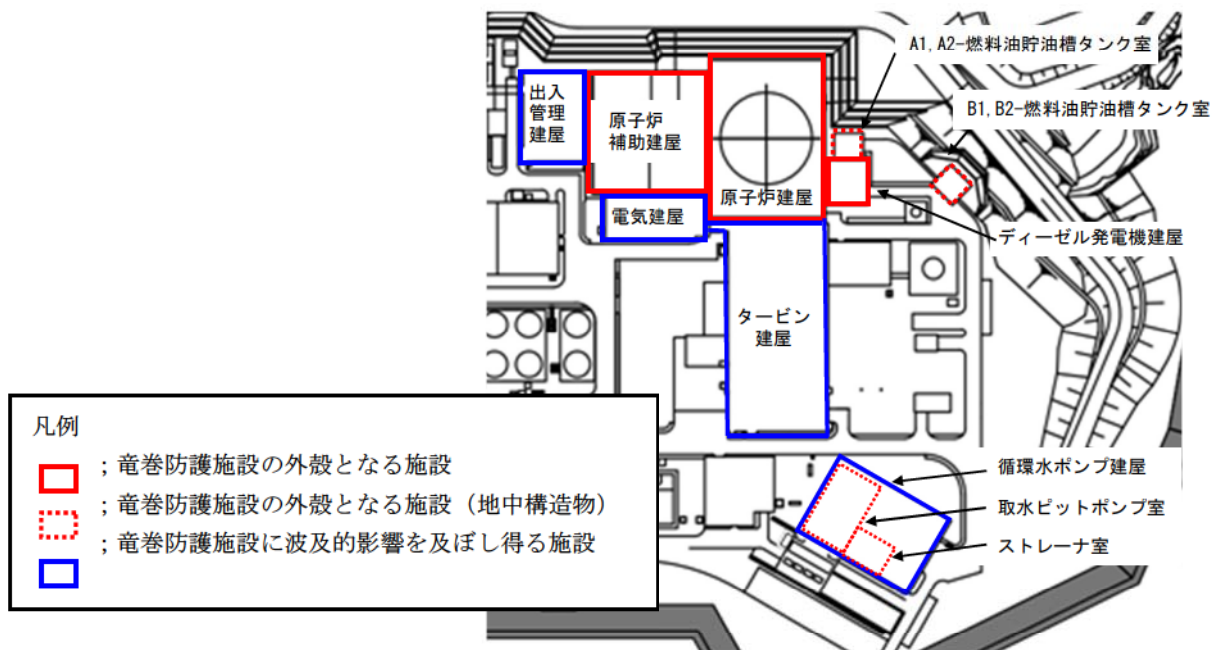 A1,A2-燃料油貯油槽タンク室
B1,B2-燃料油貯油槽タンク室
出入
管理
建屋
原子炉
補助建屋
原子炉建屋
電気建屋
ディーゼル発電機建屋
タービン
建屋
凡例
；竜巻防護施設の外殻となる施設
；竜巻防護施設の外殻となる施設（地中構造物）
；竜巻防護施設に波及的影響を及ぼし得る施設
循環水ポンプ建屋
取水ピットポンプ室
ストレーナ室